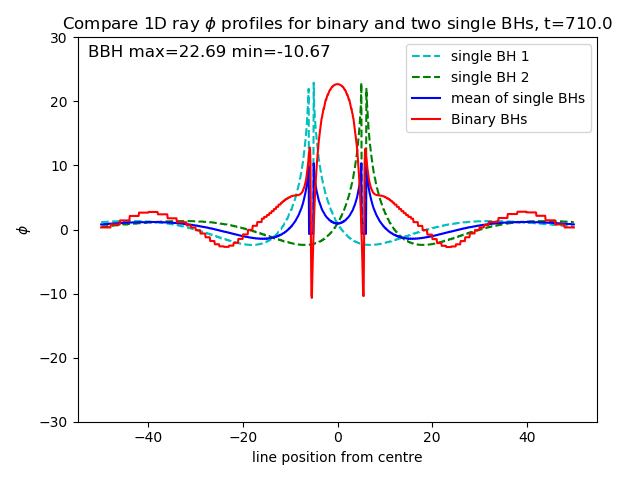 Compare 1D ray ϕ profiles for binary and two single BHs, t=710.0
BBH max=22.69 min=-10.67
single BH 1
single BH 2
mean of single BHs
Binary BHs
30
20
10
0
−10
−20
−30
ϕ
−40
−20
0
20
40
line position from centre